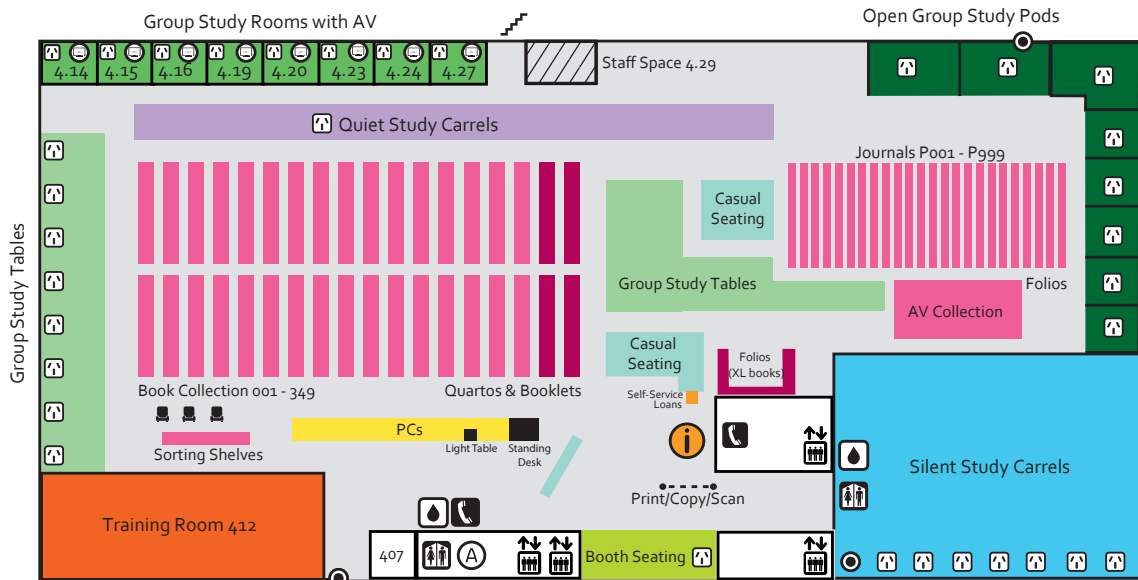 Group Study Rooms with AV
Open Group Study Pods
4.14
4.15
4.16
4.19
4.20
4.23
4.24
4.27
Staff Space 4.29
Quiet Study Carrels
Journals P001 - P999
Casual
Seating
Group Study Tables
Group Study Tables
Folios
AV Collection
Casual
Seating
Folios
(XL books)
Book Collection 001 - 349
Quartos & Booklets
Self-Service
Loans
PCs
Light Table
Standing
Desk
Sorting Shelves
i
Silent Study Carrels
Print/Copy/Scan
Training Room 412
407
A
Booth Seating